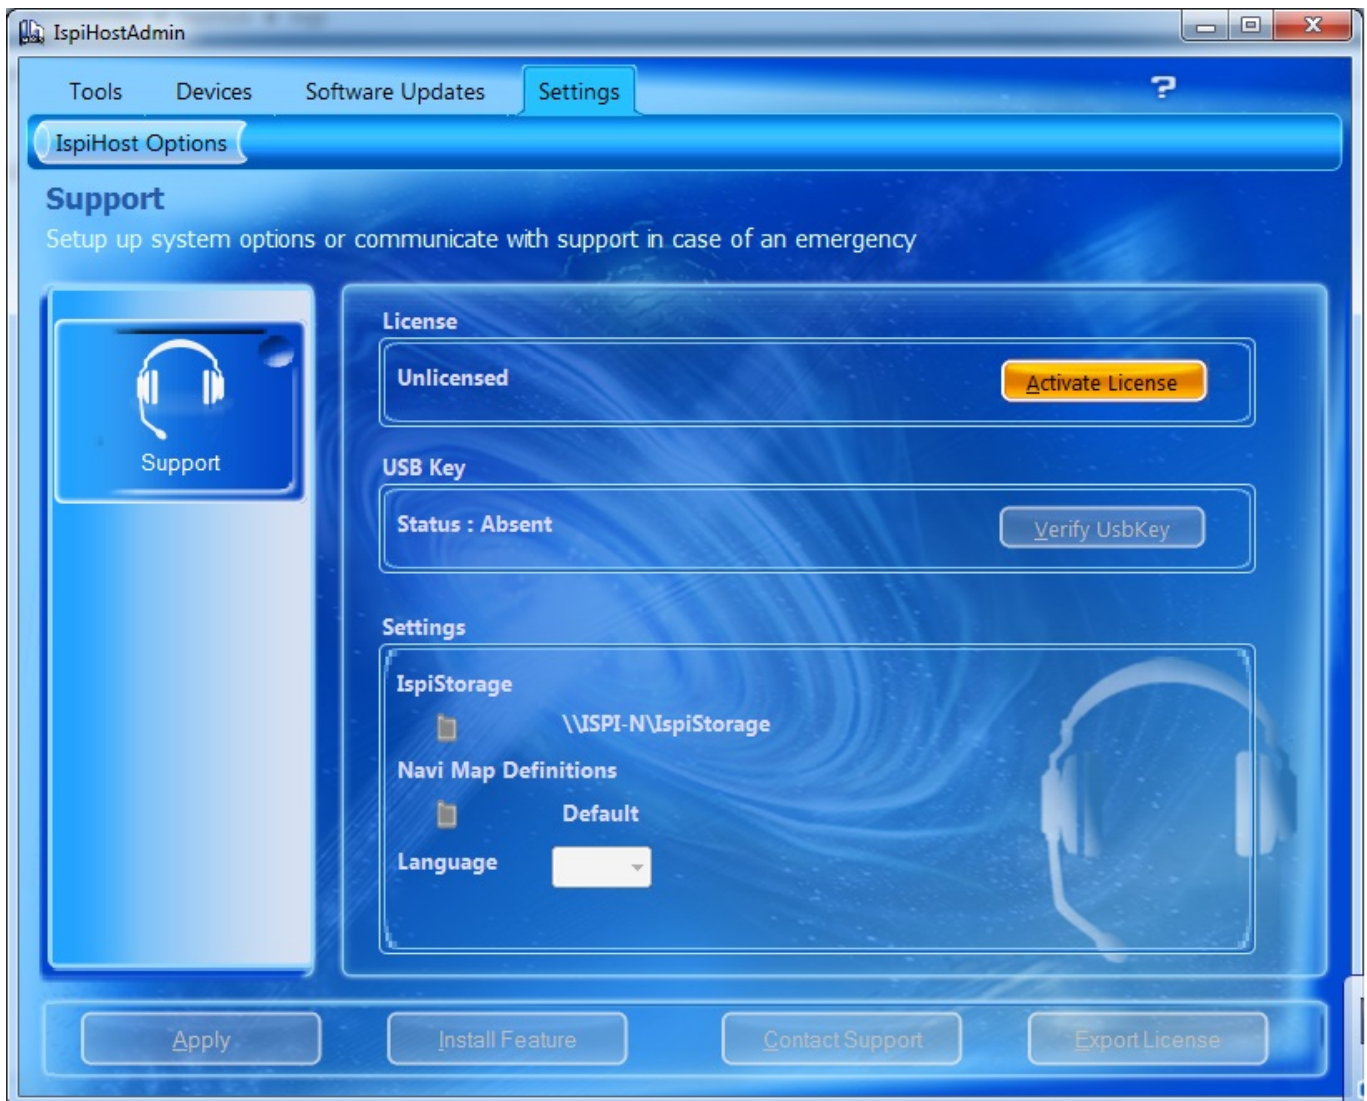 IspiHostAdmin
Tools Devices Software Updates Settings ?
IspiHost Options
Support
Setup up system options or communicate with support in case of an emergency
Support
License
Unlicensed Activate License
USB Key
Status : Absent Verify UsbKey
Settings
IspiStorage
\\ISPI-N\IspiStorage
Navi Map Definitions
Default
Language
Apply Install Feature Contact Support Export License